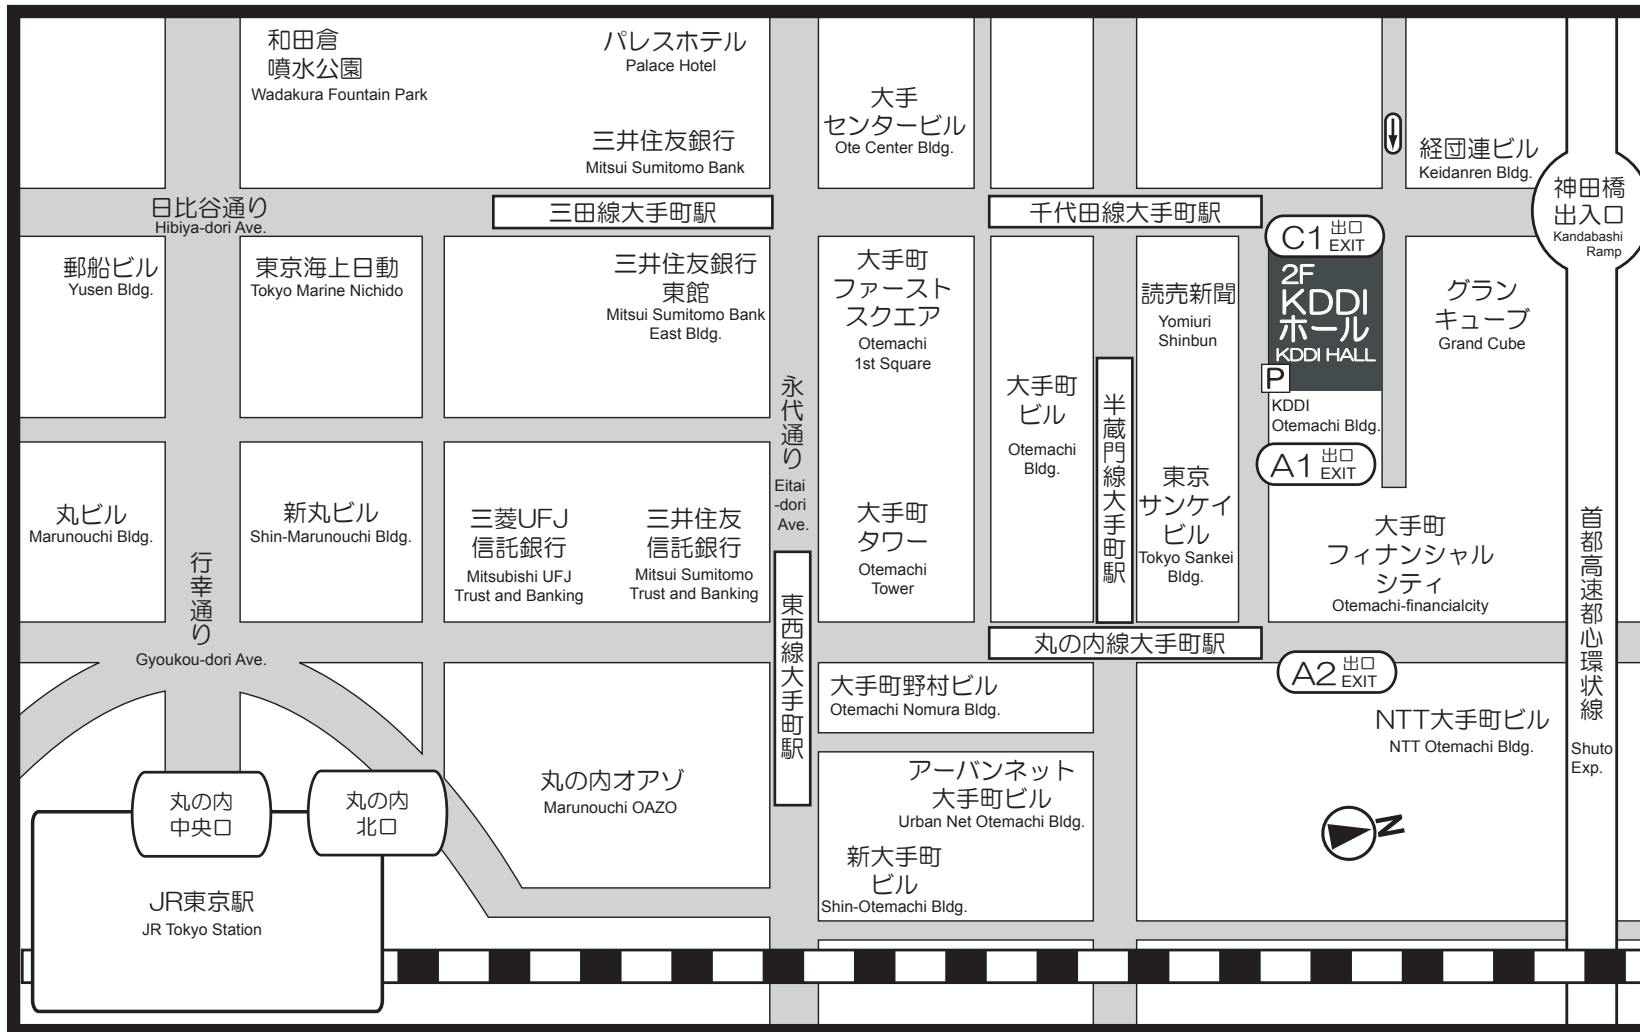 和田倉
噴水公園
Wadakura Fountain Park
パレスホテル
Palace Hotel
三井住友銀行
Mitsui Sumitomo Bank
大手
センタービル
Ote Center Bldg.
経団連ビル
Keidanren Bldg.
神田橋
出入口
Kandabashi
Ramp
日比谷通り
Hibiya-dori Ave.
三田線大手町駅
千代田線大手町駅
C1 出口
EXIT
郵船ビル
Yusen Bldg.
東京海上日動
Tokyo Marine Nichido
三井住友銀行
東館
Mitsui Sumitomo Bank
East Bldg.
大手町
ファースト
スクエア
Otemachi
1st Square
読売新聞
Yomiuri
Shinbun
2F
KDDI
ホール
KDDI HALL
P
KDDI
Otemachi Bldg.
グラン
キューブ
Grand Cube
永代通り
Eitai
-dori
Ave.
大手町
ビル
Otemachi
Bldg.
半蔵門線大手町駅
A1 出口
EXIT
丸ビル
Marunouchi Bldg.
新丸ビル
Shin-Marunouchi Bldg.
三菱UFJ
信託銀行
Mitsubishi UFJ
Trust and Banking
三井住友
信託銀行
Mitsui Sumitomo
Trust and Banking
大手町
タワー
Otemachi
Tower
東京
サンケイ
ビル
Tokyo Sankei
Bldg.
大手町
フィナンシャル
シティ
Otemachi-financialcity
首都高速都心環状線
Shuto
Exp.
行幸通り
Gyoukou-dori Ave.
東西線大手町駅
丸の内線大手町駅
A2 出口
EXIT
大手町野村ビル
Otemachi Nomura Bldg.
NTT大手町ビル
NTT Otemachi Bldg.
丸の内オアゾ
Marunouchi OAZO
アーバンネット
大手町ビル
Urban Net Otemachi Bldg.
新大手町
ビル
Shin-Otemachi Bldg.
N
丸の内
中央口
丸の内
北口
JR東京駅
JR Tokyo Station